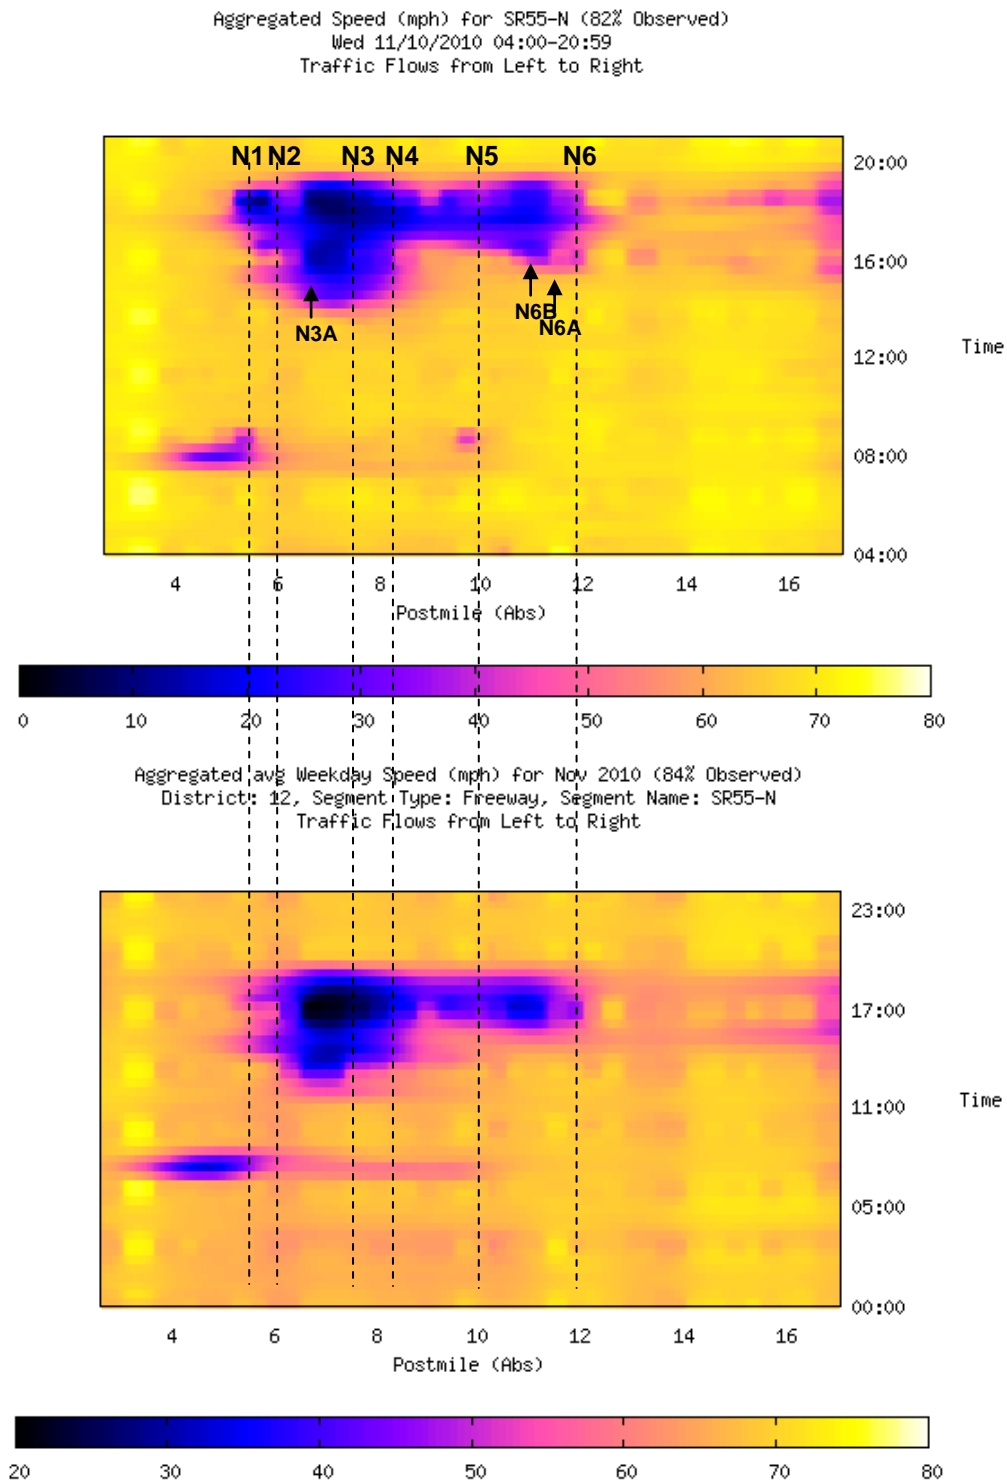 Aggregated Speed (mph) for SR55-N (82% Observed)
Wed 11/10/2010 04:00-20:59
Traffic Flows from Left to Right
N1 N2 N3 N4 N5 N6
20:00
16:00
N6B
N6A
N3A
12:00
Time
08:00
04:00
4 6 8 10 12 14 16
Postmile (Abs)
0 10 20 30 40 50 60 70 80
Aggregated avg Weekday Speed (mph) for Nov 2010 (84% Observed)
District: 12, Segment Type: Freeway, Segment Name: SR55-N
Traffic Flows from Left to Right
23:00
17:00
11:00
Time
05:00
00:00
4 6 8 10 12 14 16
Postmile (Abs)
20 30 40 50 60 70 80